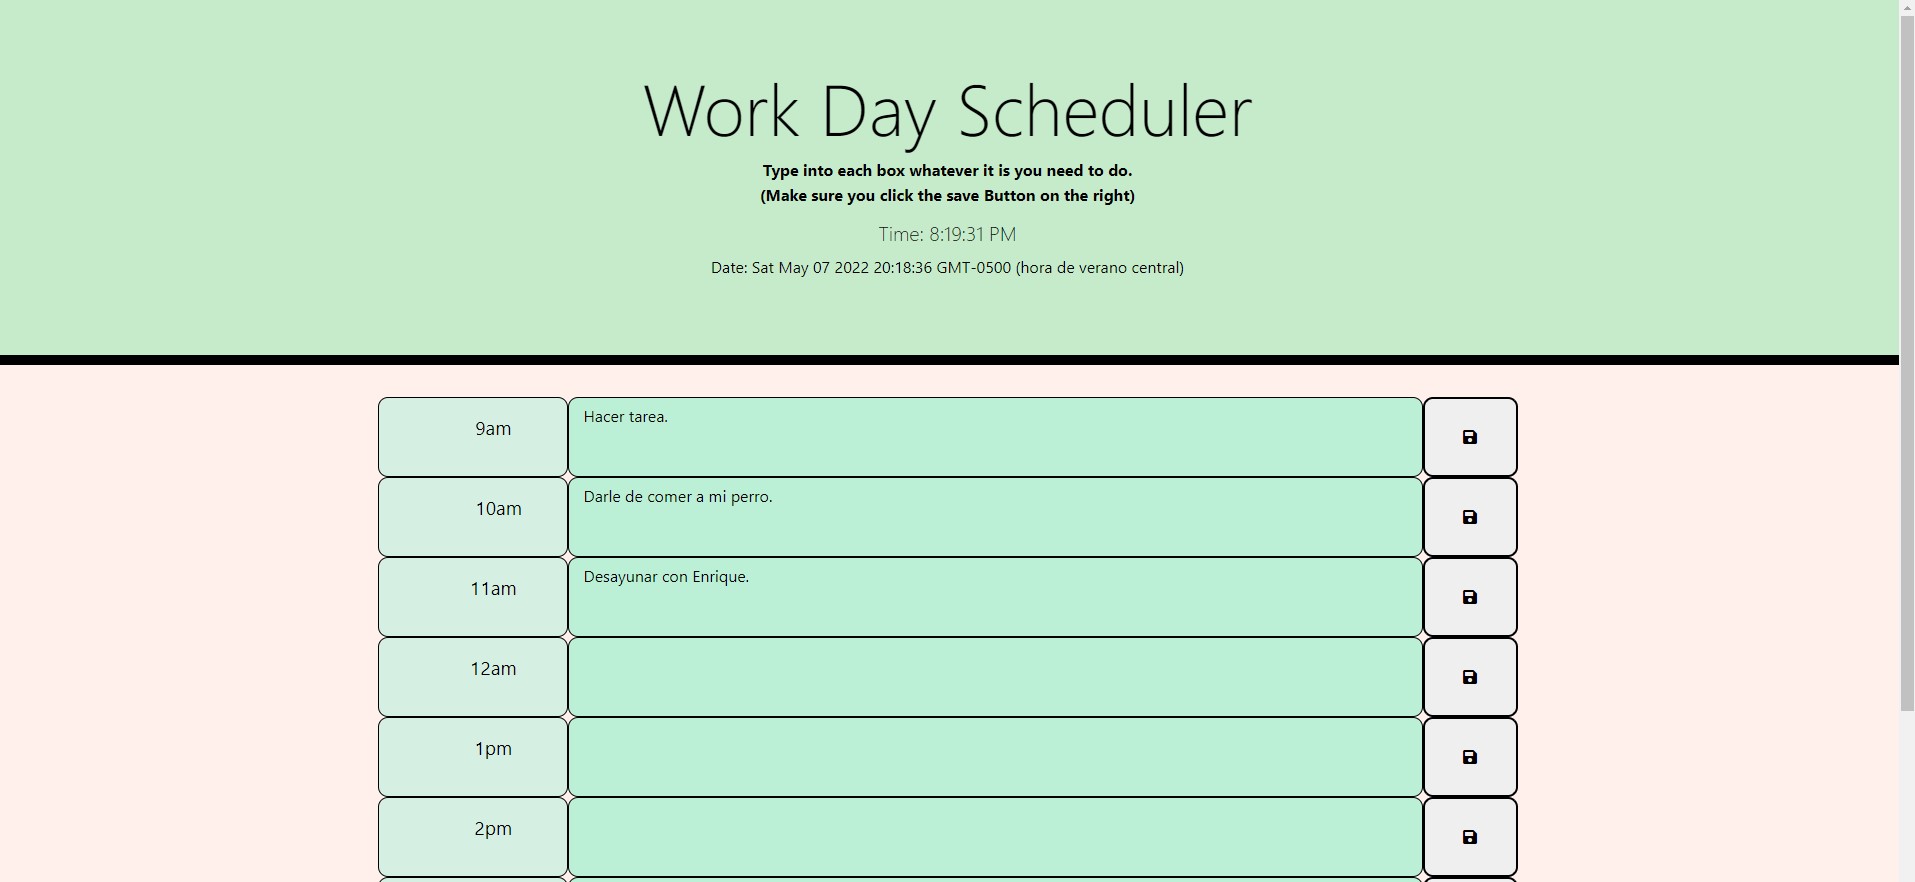 Work Day Scheduler
Type into each box whatever it is you need to do.
(Make sure you click the save Button on the right)
Time: 8:19:31 PM
Date: Sat May 07 2022 20:18:36 GMT-0500 (hora de verano central)
9am
Hacer tarea.
10am
Darle de comer a mi perro.
11am
Desayunar con Enrique.
12am
1pm
2pm